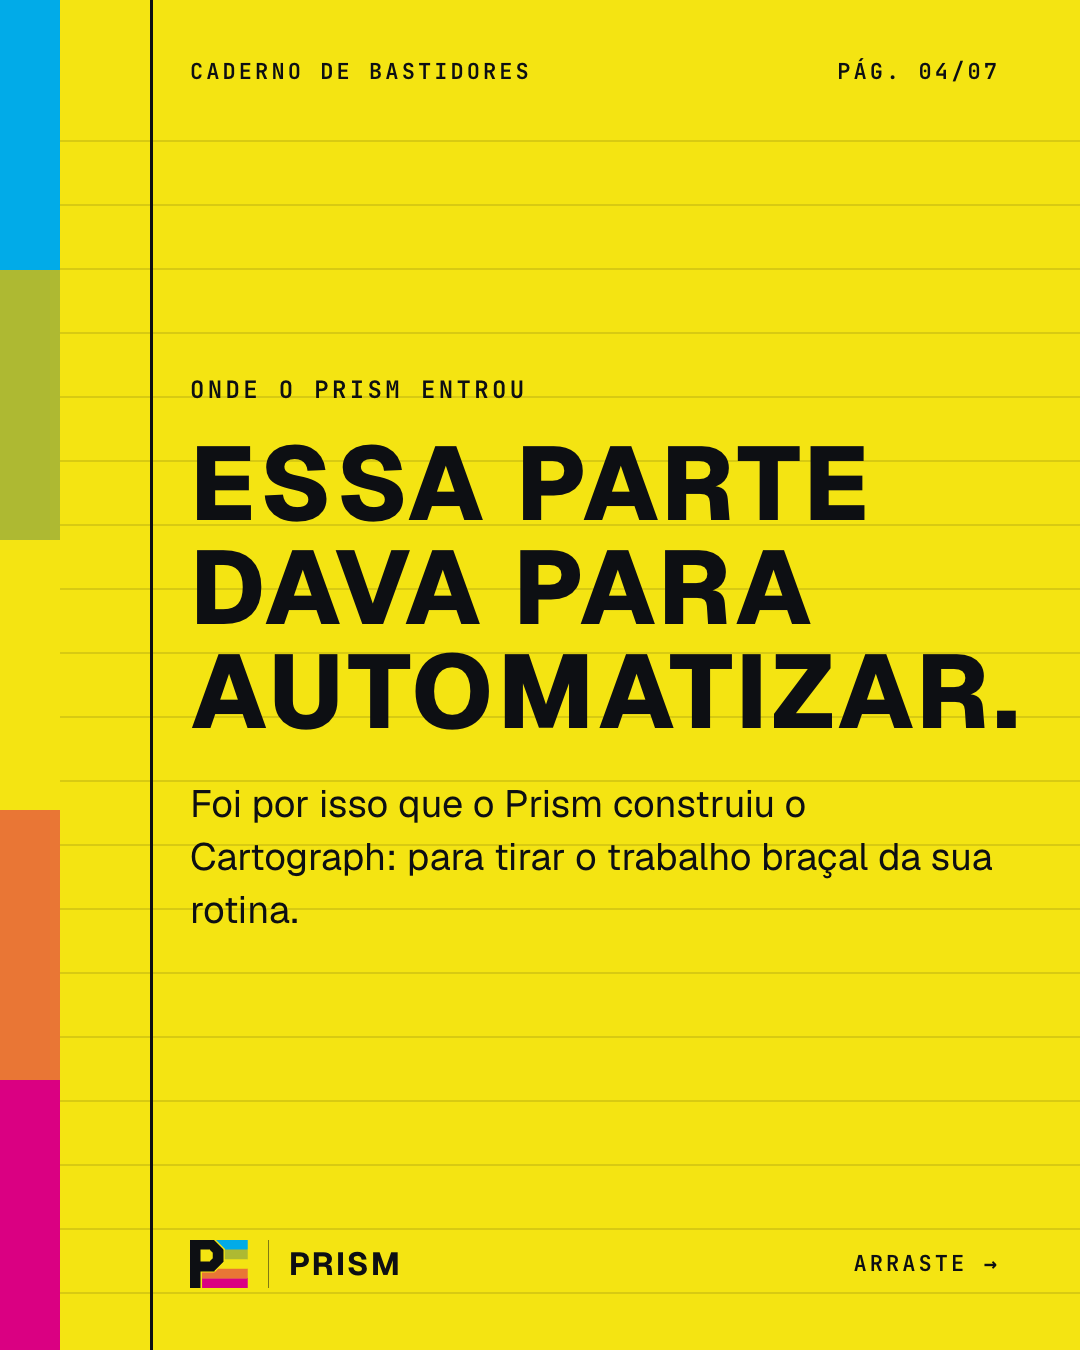 CADERNO DE BASTIDORES
PÁG. 04/07
ONDE O PRISM ENTROU
ESSA PARTE
DAVA PARA
AUTOMATIZAR.
Foi por isso que o Prism construiu o
Cartograph: para tirar o trabalho braçal da sua
rotina.
PRISM
ARRASTE →